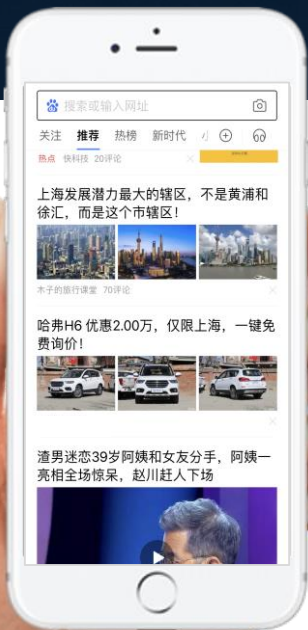 搜索或输入网址
关注 推荐 热榜 新时代
热点 快科技 20评论
上海发展潜力最大的辖区，不是黄浦和
徐汇，而是这个市辖区！
木子的旅行课堂 70评论
哈弗H6 优惠2.00万，仅限上海，一键免
费询价！
渣男迷恋39岁阿姨和女友分手，阿姨一
亮相全场惊呆，赵川赶人下场